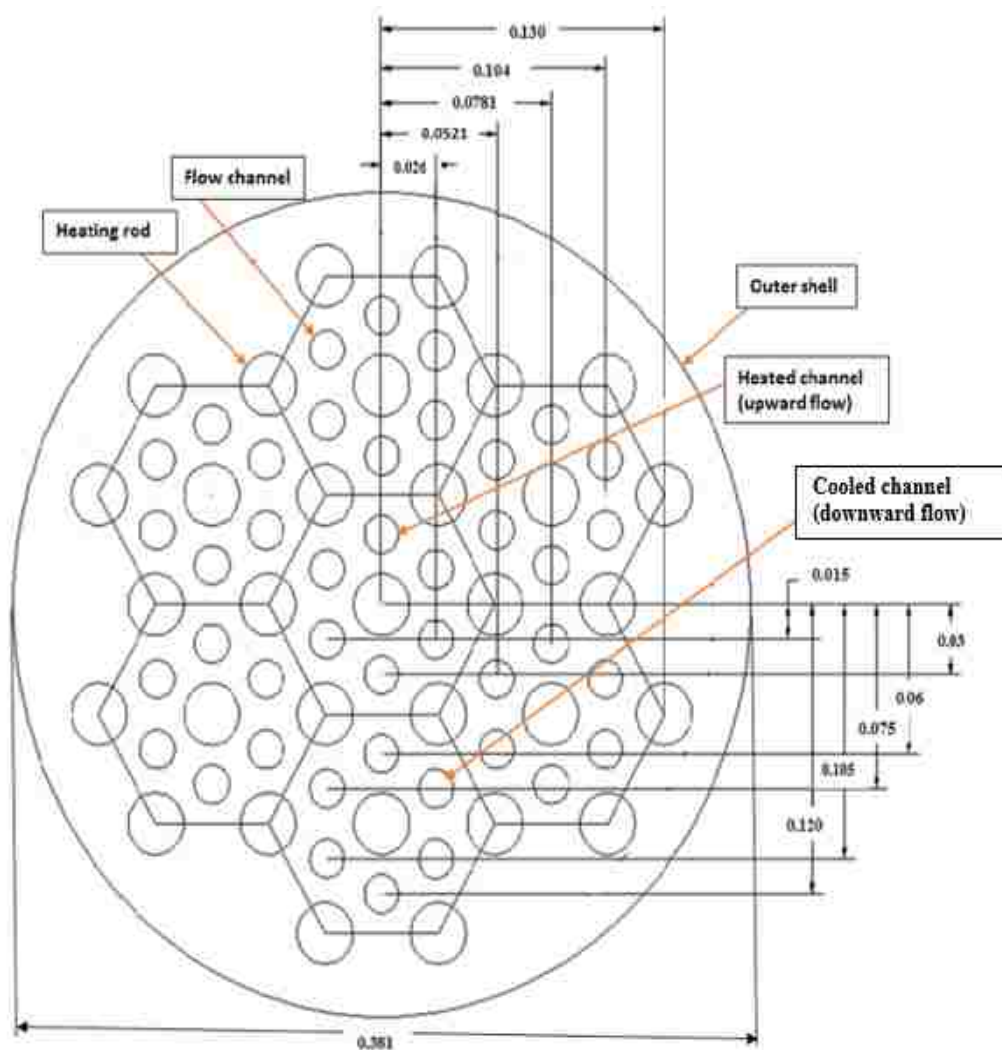 0.130
0.104
0.0781
0.0521
0.026
Flow channel
Heating rod
Outer shell
Heated channel
(upward flow)
Cooled channel
(downward flow)
0.015
0.03
0.06
0.075
0.105
0.120
0.381